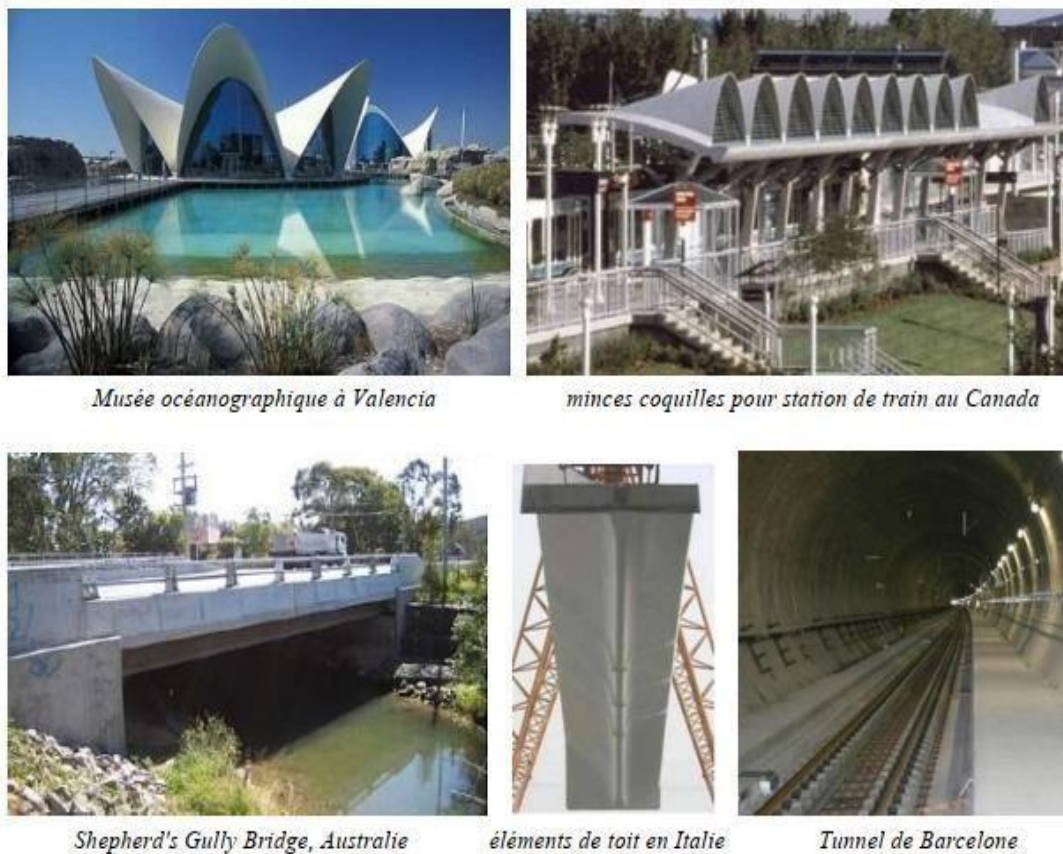 Musée océanographique à Valencia
minces coquilles pour station de train au Canada
Shepherd's Gully Bridge, Australie
éléments de toit en Italie
Tunnel de Barcelone